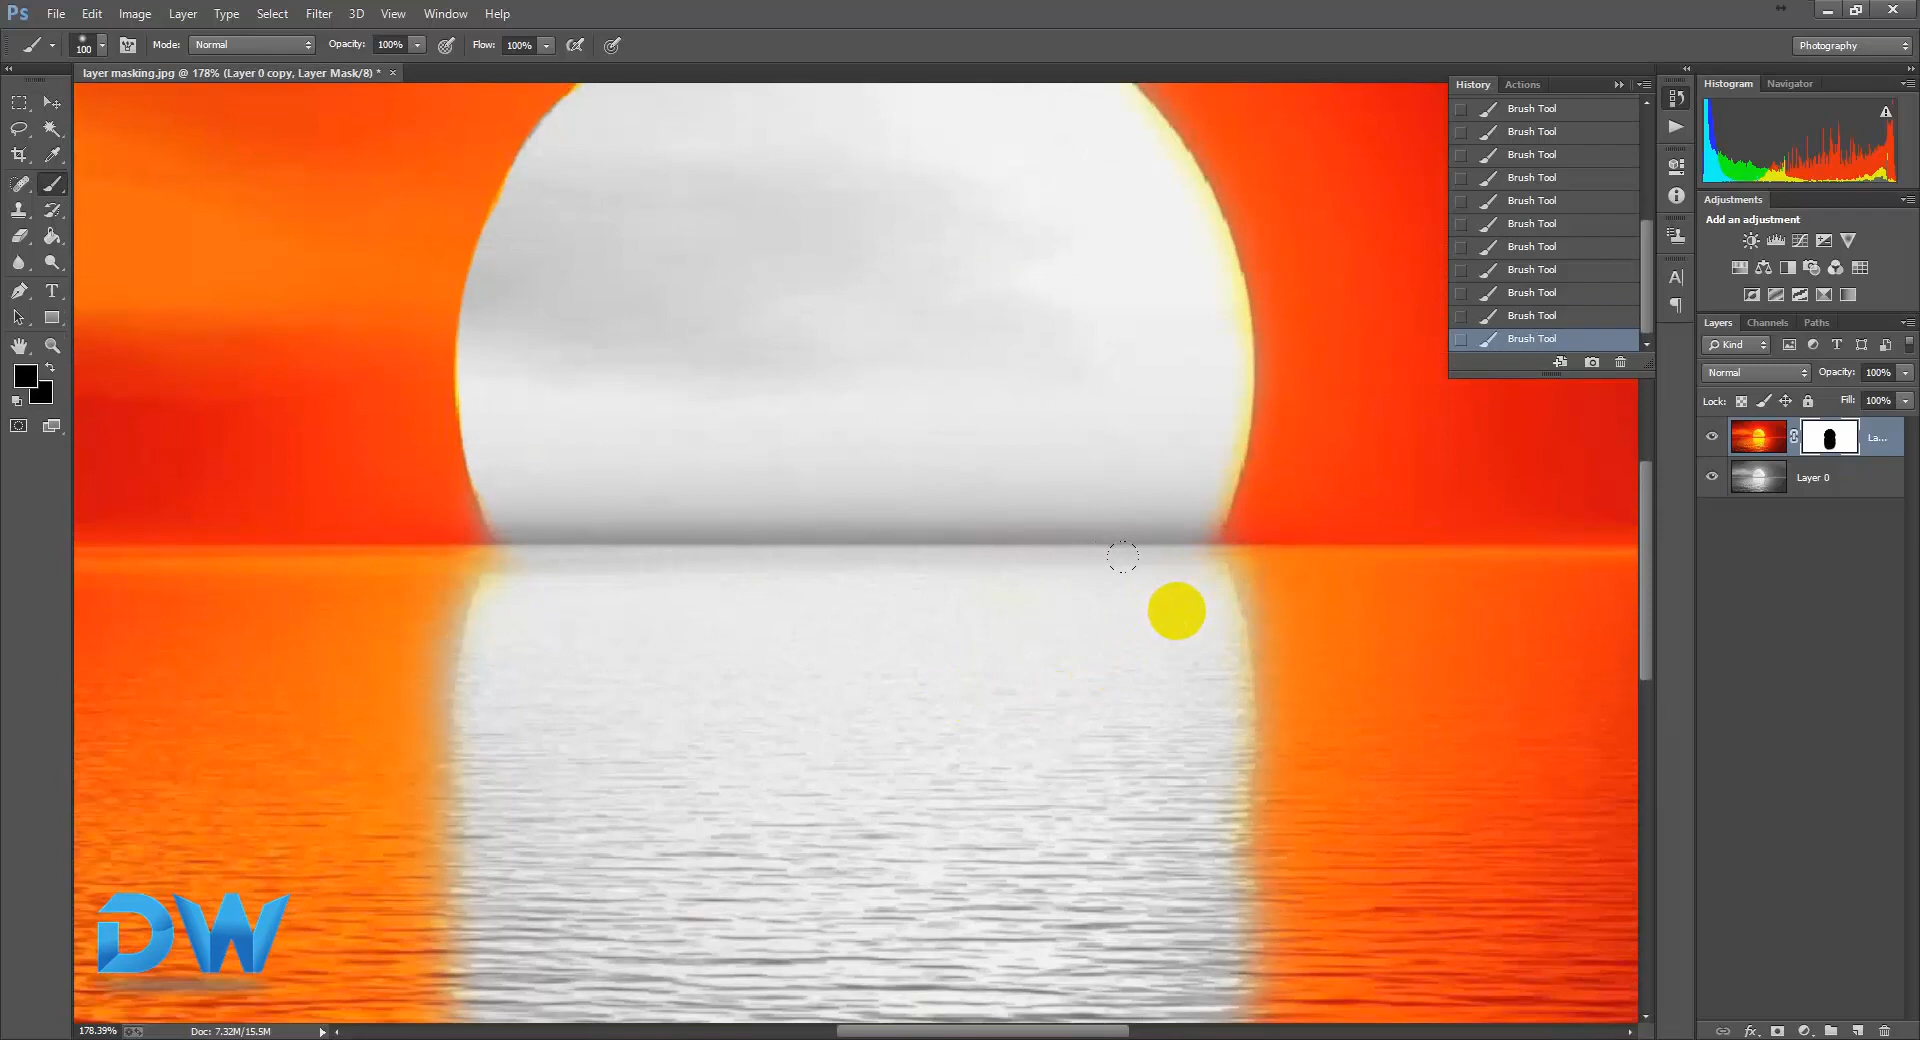 Ps File Edit Image Layer Type Select Filter 3D View Window Help
100 Mode: Normal Opacity: 100% Flow: 100% Photography
layer masking.jpg @ 178% (Layer 0 copy, Layer Mask/8) * ×
History Actions
Brush Tool
Brush Tool
Brush Tool
Brush Tool
Brush Tool
Brush Tool
Brush Tool
Brush Tool
Brush Tool
Brush Tool
Brush Tool
Histogram Navigator
Adjustments
Add an adjustment
Layers Channels Paths
Kind
Normal Opacity: 100%
Lock: Fill: 100%
La...
Layer 0
DW
178.39% Doc: 7.32M/15.5M